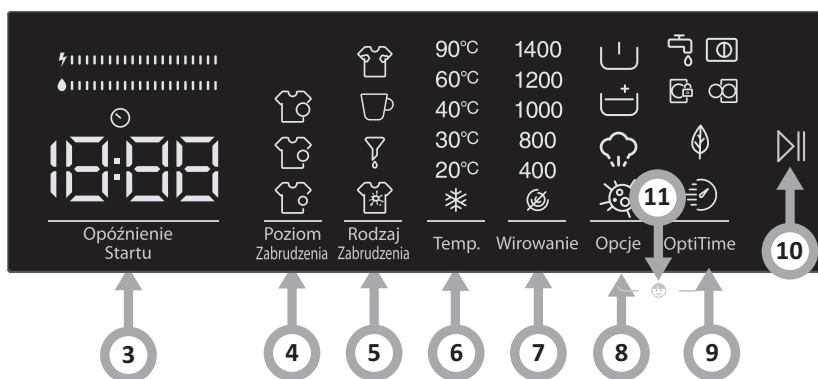 18:88
90°C 1400
60°C 1200
40°C 1000
30°C 800
20°C 400
Opóźnienie
Startu
Poziom
Zabrudzenia
Rodzaj
Zabrudzenia
Temp.
Wirowanie
Opcje
OptiTime
11
10
3
4
5
6
7
8
9